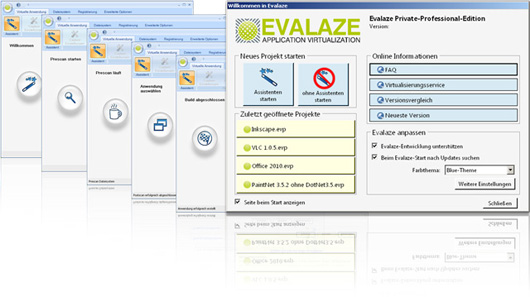 Willkommen
Prescan starten
Prescan läuft
Anwendung
auswählen
Build abgeschlossen
Willkommen in Evalaze
EVALAZE
APPLICATION VIRTUALIZATION
Evalaze Private-Professional-Edition
Version:
Neues Projekt starten
Assistenten
starten
ohne Assistenten
starten
Zuletzt geöffnete Projekte
Inkscape.evp
VLC 1.0.5.evp
Office 2010.evp
PaintNet 3.5.2 ohne DotNet3.5.evp
Seite beim Start anzeigen
Online Informationen
FAQ
Virtualisierungsservice
Versionsvergleich
Neueste Version
Evalaze anpassen
Evalaze-Entwicklung unterstützen
Beim Evalaze-Start nach Updates suchen
Farbthema: Blue-Theme
Weitere Einstellungen
Schließen